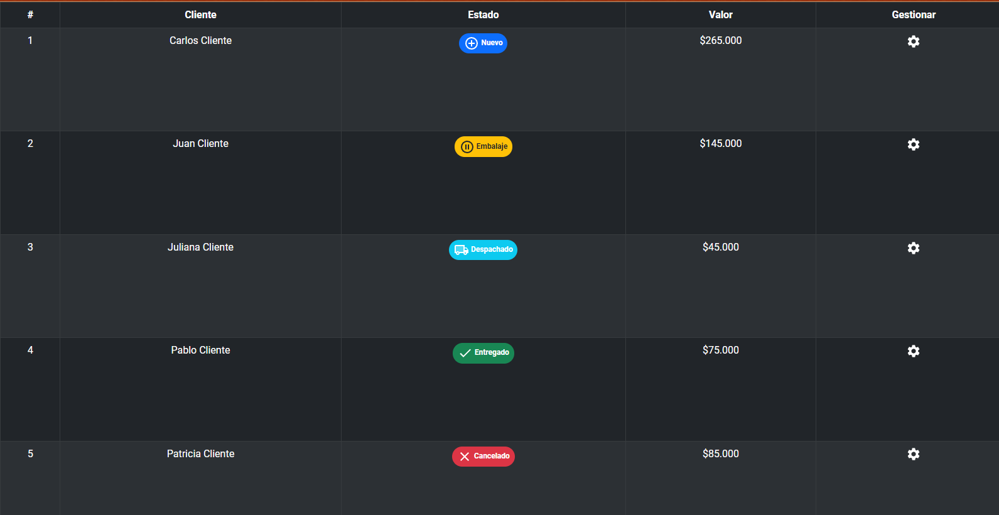 # Cliente Estado Valor Gestionar
1 Carlos Cliente Nuevo $265.000
2 Juan Cliente Embalaje $145.000
3 Juliana Cliente Despachado $45.000
4 Pablo Cliente Entregado $75.000
5 Patricia Cliente Cancelado $85.000